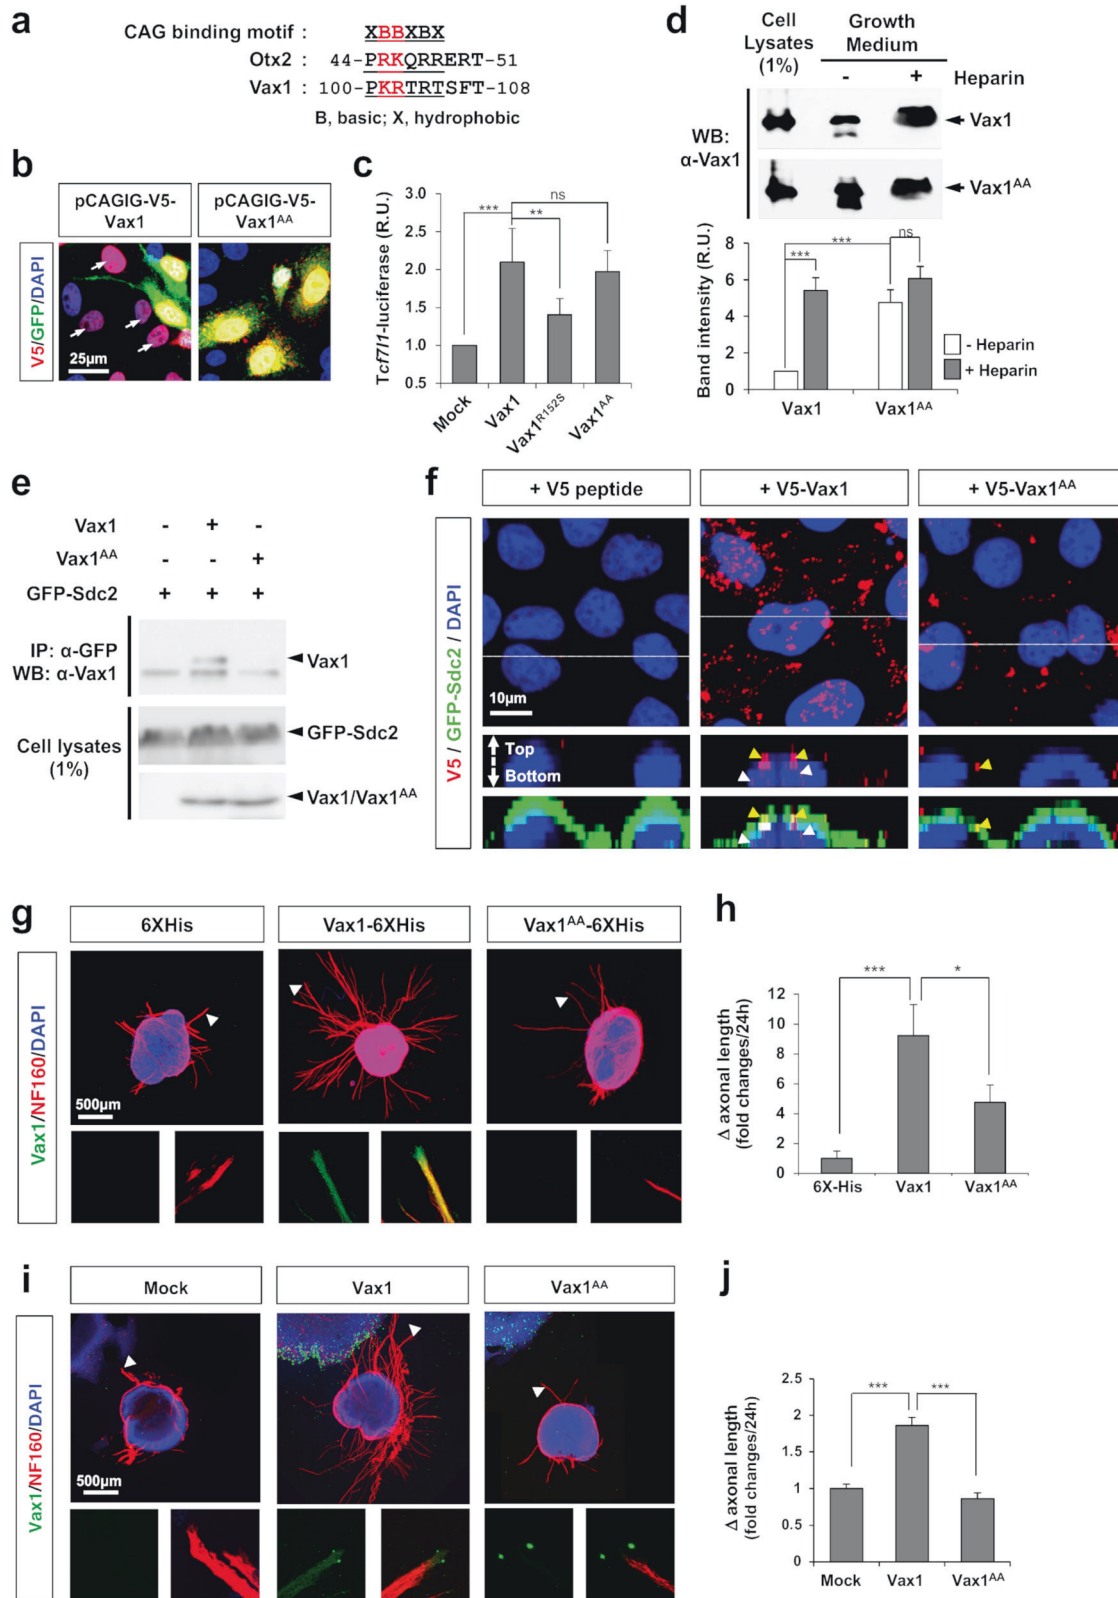 a
CAG binding motif : XBBXBX
Otx2 : 44-PRKQRRERT-51
Vax1 : 100-PKRTRTSFT-108
B, basic; X, hydrophobic
b
pCAGIG-V5-
Vax1
pCAGIG-V5-
Vax1AA
V5/GFP/DAPI
25µm
c
Tcf7l1-luciferase (R.U.)
3.0
2.5
2.0
1.5
1.0
0.5
***
**
ns
Mock
Vax1
Vax1R152S
Vax1AA
d
Cell
Lysates
(1%)
Growth
Medium
- + Heparin
WB:
α-Vax1
Vax1
Vax1AA
Band intensity (R.U.)
8
6
4
2
0
***
***
ns
- Heparin
+ Heparin
Vax1 Vax1AA
e
Vax1 - + -
Vax1AA - - +
GFP-Sdc2 + + +
IP: α-GFP
WB: α-Vax1
Vax1
Cell lysates
(1%)
GFP-Sdc2
Vax1/Vax1AA
f
+ V5 peptide
+ V5-Vax1
+ V5-Vax1AA
V5 / GFP-Sdc2 / DAPI
10µm
Top
Bottom
g
6XHis
Vax1-6XHis
Vax1AA-6XHis
Vax1/NF160/DAPI
500µm
h
Δ axonal length
(fold changes/24h)
12
10
8
6
4
2
0
***
*
6X-His Vax1 Vax1AA
i
Mock
Vax1
Vax1AA
Vax1/NF160/DAPI
500µm
j
Δ axonal length
(fold changes/24h)
2.5
2
1.5
1
0.5
0
***
***
Mock Vax1 Vax1AA